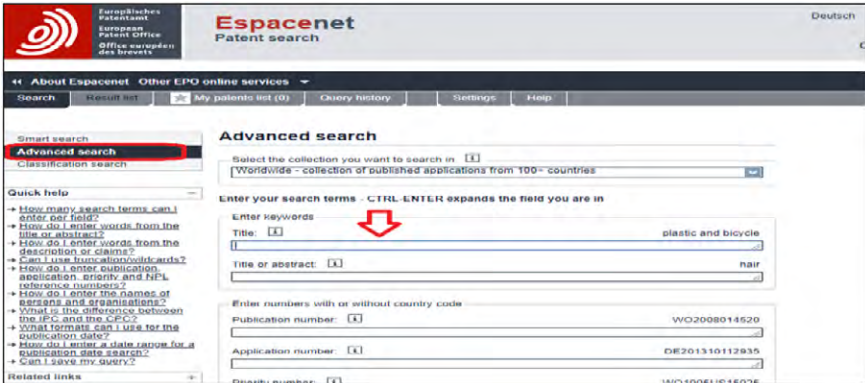 Europäisches
Patentamt
European
Patent Office
Office européen
des brevets
Espacenet
Patent search
Deutsch
About Espacenet Other EPO online services
Search Result list My patents list (0) Query history Settings Help
Smart search
Advanced search
Classification search
Quick help
How many search terms can I
enter per field?
How do I enter words from the
title or abstract?
How do I enter words from the
description or claims?
Can I use truncation/wildcards?
How do I enter publication,
application, priority and NPL
reference numbers?
How do I enter the names of
persons and organisations?
What is the difference between
the IPC and the CPC?
What formats can I use for the
publication date?
How do I enter a date range for a
publication date search?
Can I save my query?
Related links
Advanced search
Select the collection you want to search in
Worldwide - collection of published applications from 100+ countries
Enter your search terms - CTRL-ENTER expands the field you are in
Enter keywords
Title: plastic and bicycle
Title or abstract: hair
Enter numbers with or without country code
Publication number: WO2008014520
Application number: DE201310112935
Priority number: WO1995US15925